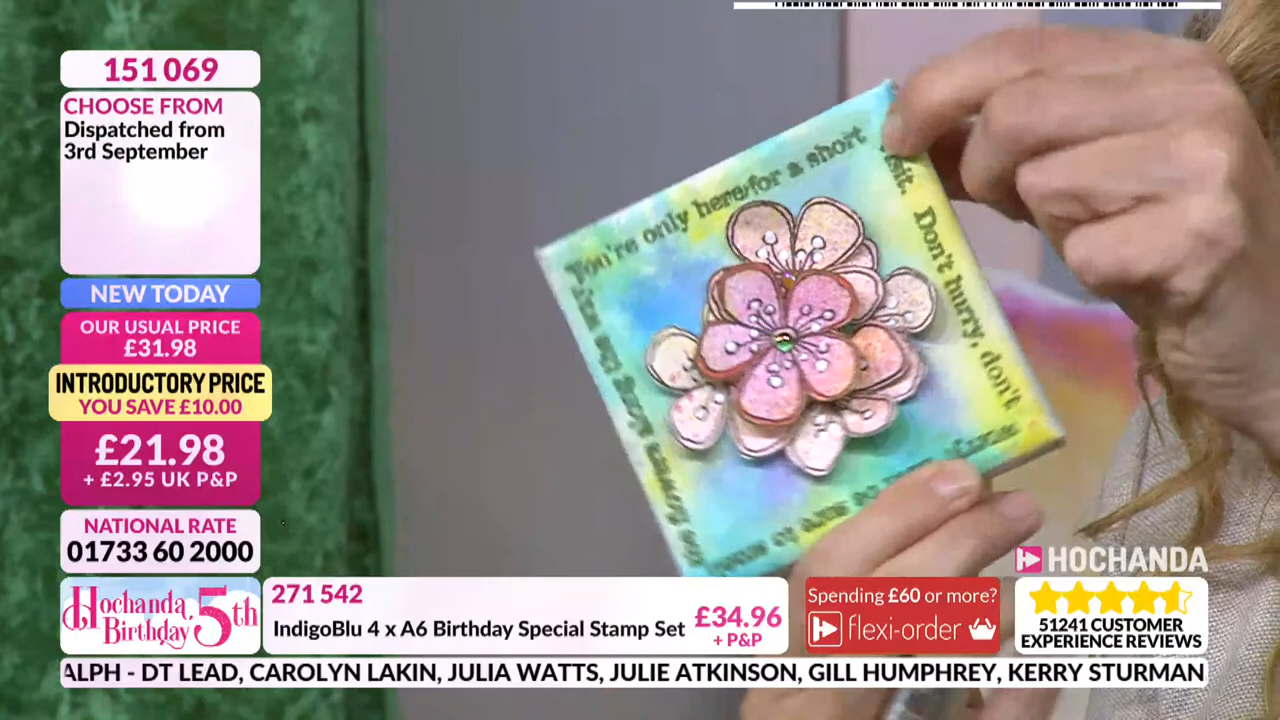 151 069
CHOOSE FROM
Dispatched from
3rd September
NEW TODAY
OUR USUAL PRICE
£31.98
INTRODUCTORY PRICE
YOU SAVE £10.00
£21.98
+ £2.95 UK P&P
NATIONAL RATE
01733 60 2000
You're only here for a short
visit.
Don't hurry, don't
HOCHANDA
Hochanda
Birthday
5th
271 542
IndigoBlu 4 x A6 Birthday Special Stamp Set
£34.96
+ P&P
Spending £60 or more?
flexi-order
51241 CUSTOMER
EXPERIENCE REVIEWS
ALPH - DT LEAD, CAROLYN LAKIN, JULIA WATTS, JULIE ATKINSON, GILL HUMPHREY, KERRY STURMAN